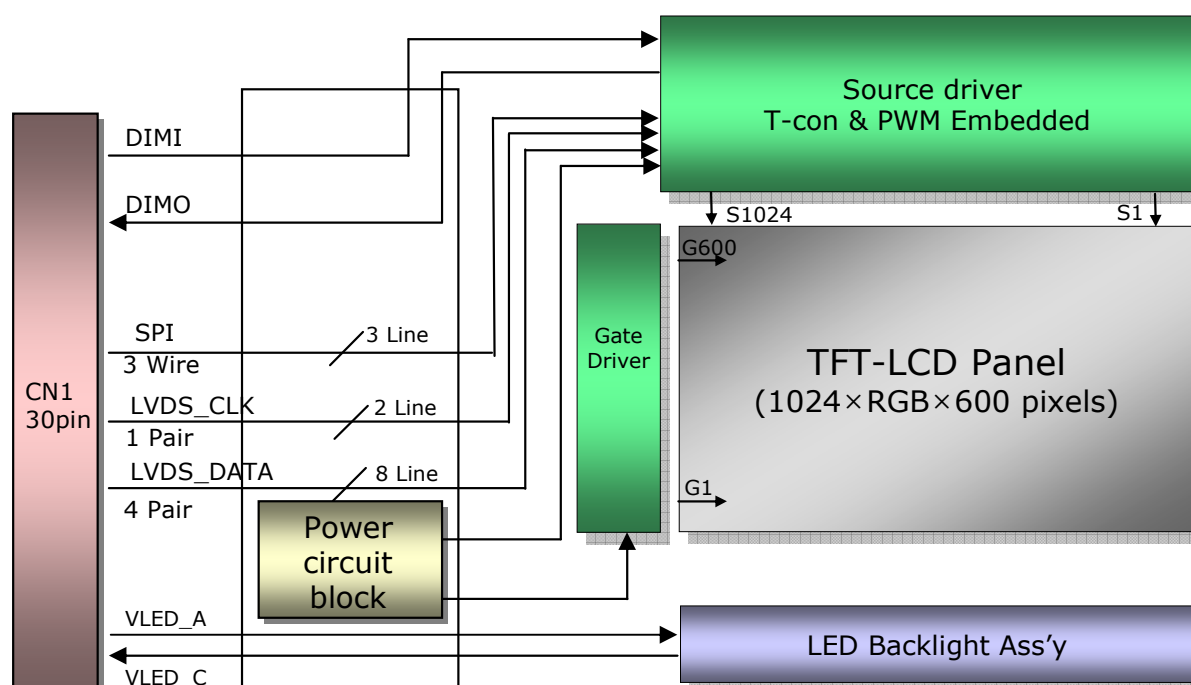 Source driver
T-con & PWM Embedded
DIMI
DIMO
S1024
S1
G600
SPI
3 Line
3 Wire
Gate
Driver
TFT-LCD Panel
(1024×RGB×600 pixels)
CN1
30pin
LVDS_CLK
2 Line
1 Pair
LVDS_DATA
8 Line
4 Pair
G1
Power
circuit
block
VLED_A
LED Backlight Ass'y
VLED_C